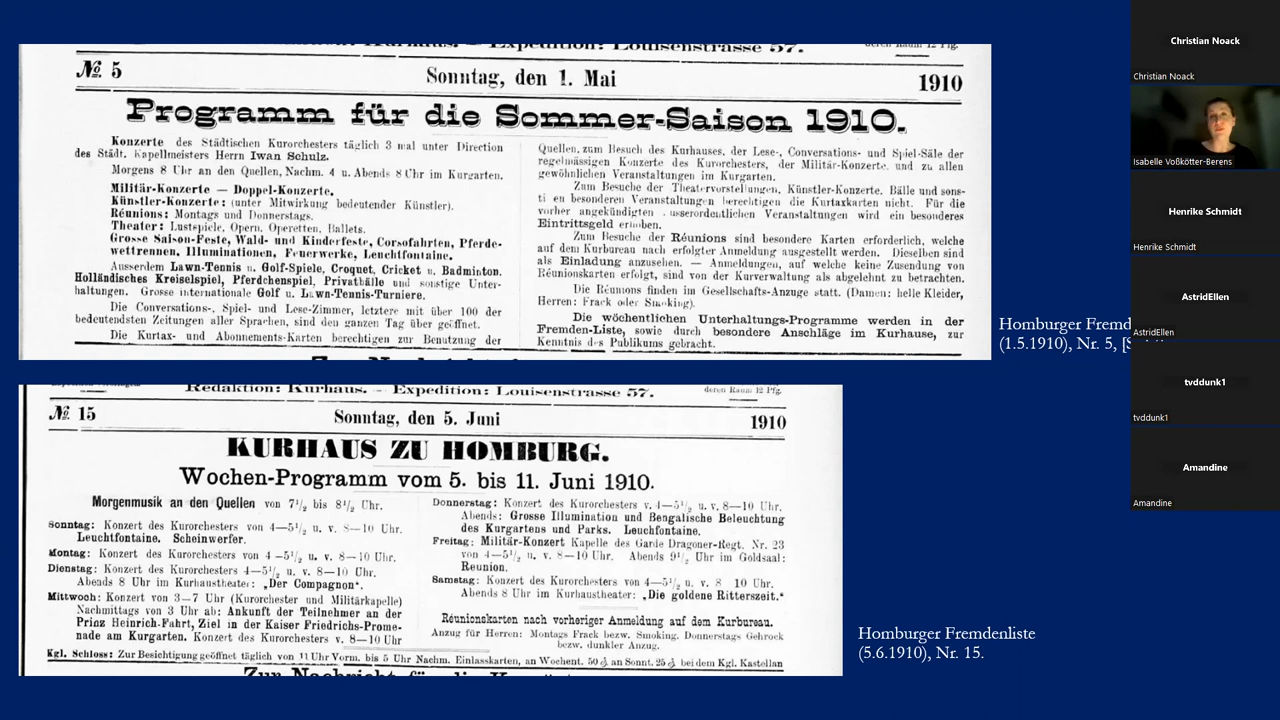 Kurhaus. — Expedition: Louisenstrasse 57.
deren Raum 12 Pfg.
№ 5
Sonntag, den 1. Mai
1910
Programm für die Sommer-Saison 1910.
Konzerte des Städtischen Kurorchesters täglich 3 mal unter Direction
des Städt. Kapellmeisters Herrn Iwan Schulz.
Morgens 8 Uhr an den Quellen, Nachm. 4 u. Abends 8 Uhr im Kurgarten.
Militär-Konzerte — Doppel-Konzerte.
Künstler-Konzerte: (unter Mitwirkung bedeutender Künstler).
Réunions: Montags und Donnerstags.
Theater: Lustspiele, Opern, Operetten, Ballets.
Grosse Saison-Feste, Wald- und Kinderfeste, Corsofahrten, Pferde-
wettrennen, Illuminationen, Feuerwerke, Leuchtfontaine.
Ausserdem Lawn-Tennis u. Golf-Spiele, Croquet, Cricket u. Badminton.
Holländisches Kreiselspiel, Pferdchenspiel, Privatbälle und sonstige Unter-
haltungen. Grosse internationale Golf u. Lawn-Tennis-Turniere.
Die Conversations-, Spiel- und Lese-Zimmer, letztere mit über 100 der
bedeutendsten Zeitungen aller Sprachen, sind den ganzen Tag über geöffnet.
Die Kurtax- und Abonnements-Karten berechtigen zur Benutzung der
Quellen, zum Besuch des Kurhauses, der Lese-, Conversations- und Spiel-Säle der
regelmässigen Konzerte des Kurorchesters, der Militär-Konzerte, und zu allen
gewöhnlichen Veranstaltungen im Kurgarten.
Zum Besuche der Theatervorstellungen, Künstler-Konzerte, Bälle und sons-
ti en besonderen Veranstaltungen berechtigen die Kurtaxkarten nicht. Für die
vorher angekündigten . usserordentlichen Veranstaltungen wird ein besonderes
Eintrittsgeld erhoben.
Zum Besuche der Réunions sind besondere Karten erforderlich, welche
auf dem Kurbureau nach erfolgter Anmeldung ausgestellt werden. Dieselben sind
als Einladung anzusehen. — Anmeldungen, auf welche keine Zusendung von
Réunionskarten erfolgt, sind von der Kurverwaltung als abgelehnt zu betrachten.
Die Réunions finden im Gesellschafts-Anzuge statt. (Damen: helle Kleider,
Herren: Frack oder Smoking).
Die wöchentlichen Unterhaltungs-Programme werden in der
Fremden-Liste, sowie durch besondere Anschläge im Kurhause, zur
Kenntnis des Publikums gebracht.
Homburger Fremd
(1.5.1910), Nr. 5, [S
Redaktion: Kurhaus. — Expedition: Louisenstrasse 57.
deren Raum 12 Pfg.
№ 15
Sonntag, den 5. Juni
1910
KURHAUS ZU HOMBURG.
Wochen-Programm vom 5. bis 11. Juni 1910.
Morgenmusik an den Quellen von 7½ bis 8½ Uhr.
Sonntag: Konzert des Kurorchesters von 4—5½ u. v. 8—10 Uhr.
Leuchtfontaine. Scheinwerfer.
Montag: Konzert des Kurorchesters von 4—5½ u. v. 8—10 Uhr.
Dienstag: Konzert des Kurorchesters von 4—5½ u. v. 8—10 Uhr.
Abends 8 Uhr im Kurhaustheater: „Der Compagnon“.
Mittwoch: Konzert von 3—7 Uhr (Kurorchester und Militärkapelle)
Nachmittags von 3 Uhr ab: Ankunft der Teilnehmer an der
Prinz Heinrich-Fahrt, Ziel in der Kaiser Friedrichs-Prome-
nade am Kurgarten. Konzert des Kurorchesters v. 8—10 Uhr
Donnerstag: Konzert des Kurorchesters v. 4—5½ u. v. 8—10 Uhr.
Abends: Grosse Illumination und Bengalische Beleuchtung
des Kurgartens und Parks. Leuchtfontaine.
Freitag: Militär-Konzert Kapelle des Garde Dragoner-Regt. Nr. 23
von 4—5½ u. v. 8—10 Uhr. Abends 9½ Uhr im Goldsaal:
Reunion.
Samstag: Konzert des Kurorchesters von 4—5½ u. v. 8 10 Uhr.
Abends 8 Uhr im Kurhaustheater: „Die goldene Ritterszeit.“
Réunionskarten nach vorheriger Anmeldung auf dem Kurbureau.
Anzug für Herren: Montags Frack bezw. Smoking. Donnerstags Gehrock
bezw. dunkler Anzug.
Kgl. Schloss: Zur Besichtigung geöffnet täglich von 11 Uhr Vorm. bis 5 Uhr Nachm. Einlasskarten, an Wochent. 50 ₰ an Sonnt. 25 ₰ bei dem Kgl. Kastellan
Homburger Fremdenliste
(5.6.1910), Nr. 15.
Christian Noack
Christian Noack
Isabelle Voßkötter-Berens
Henrike Schmidt
Henrike Schmidt
AstridEllen
AstridEllen
tvddunk1
tvddunk1
Amandine
Amandine